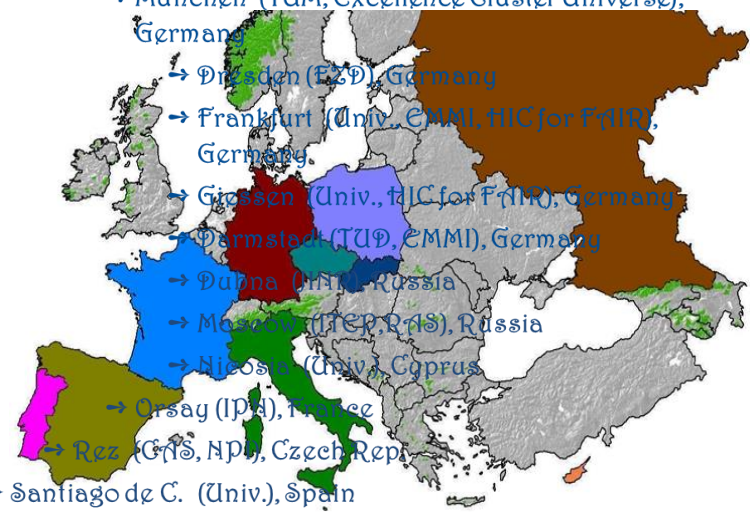 München (TUM, Excellence Cluster Universe),
Germany
➙ Dresden (FZD), Germany
➙ Frankfurt (Univ., EMMI, HIC for FAIR),
Germany
➙ Giessen (Univ., HIC for FAIR), Germany
➙ Darmstadt (TUD, EMMI), Germany
➙ Dubna (JINR), Russia
➙ Moscow (ITEP, RAS), Russia
➙ Nicosia (Univ.), Cyprus
➙ Orsay (IPN), France
➙ Rez (CAS, NPI), Czech Rep.
Santiago de C. (Univ.), Spain